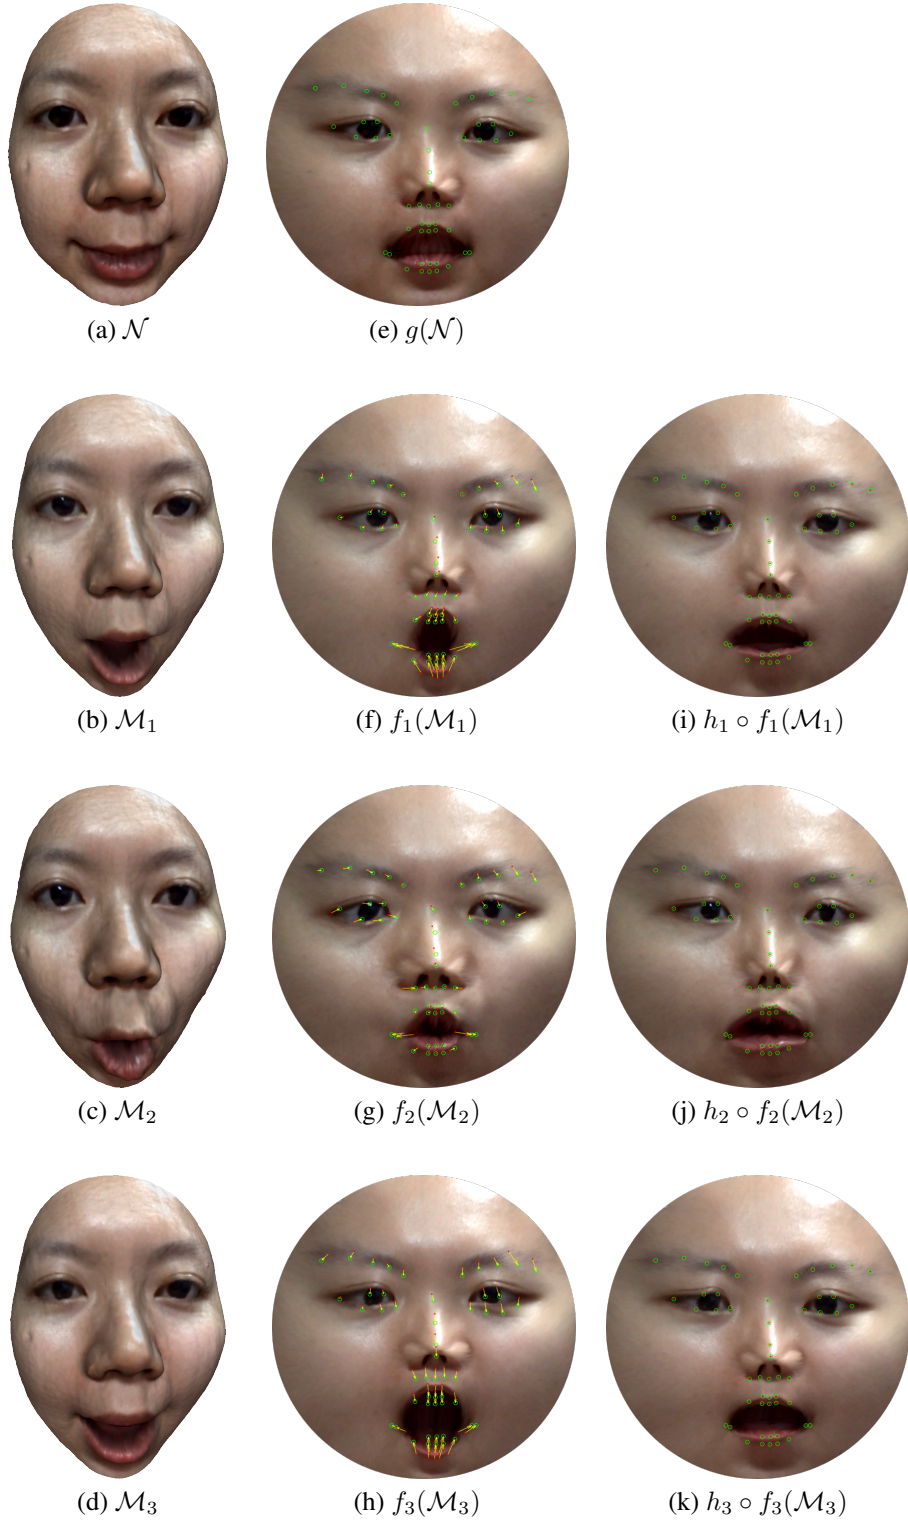 (a) 𝒩 (e) g(𝒩)
(b) ℳ₁ (f) f₁(ℳ₁) (i) h₁ ∘ f₁(ℳ₁)
(c) ℳ₂ (g) f₂(ℳ₂) (j) h₂ ∘ f₂(ℳ₂)
(d) ℳ₃ (h) f₃(ℳ₃) (k) h₃ ∘ f₃(ℳ₃)